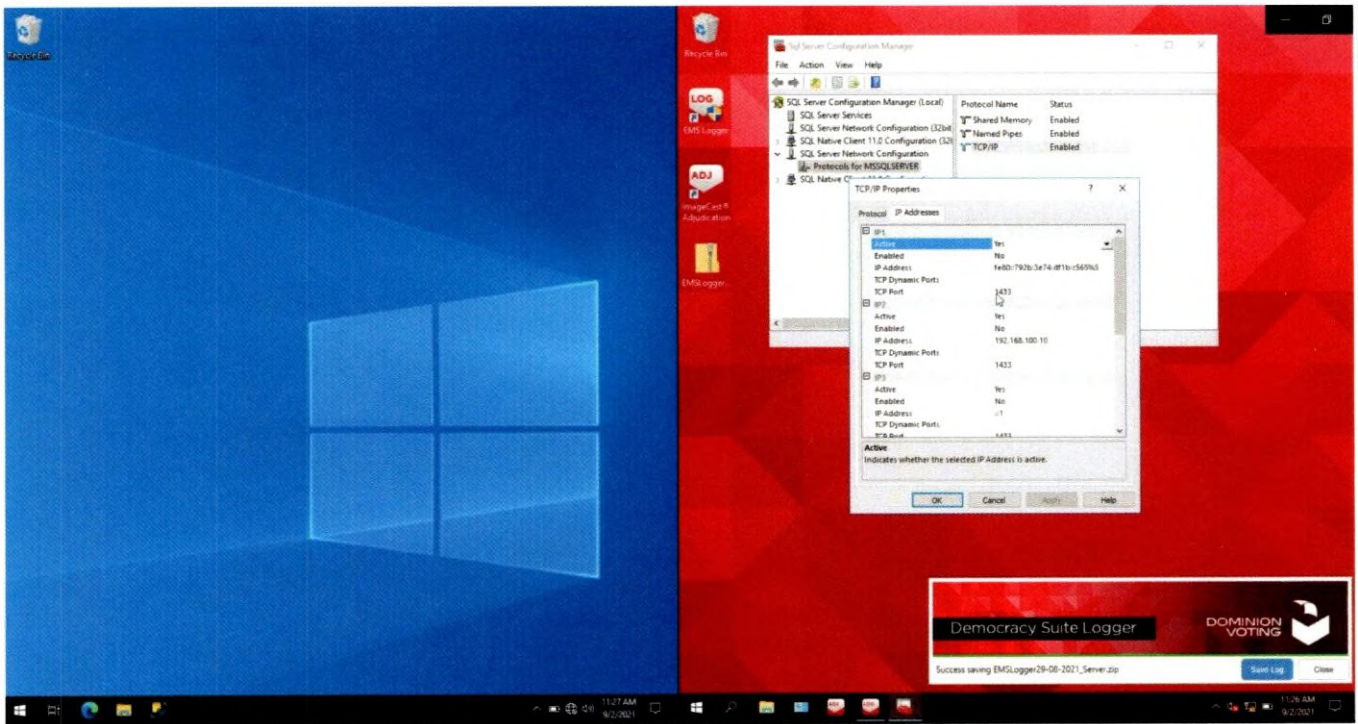 Recycle Bin
Recycle Bin
LOG
EMS Logger
ADJ
ImageCast®
Adjudication
EMSLogger...
Sql Server Configuration Manager
File Action View Help
SQL Server Configuration Manager (Local)
SQL Server Services
SQL Server Network Configuration (32bit
SQL Native Client 11.0 Configuration (32b
SQL Server Network Configuration
Protocols for MSSQLSERVER
SQL Native
Protocol Name Status
Shared Memory Enabled
Named Pipes Enabled
TCP/IP Enabled
TCP/IP Properties ? X
Protocol IP Addresses
IP1
Active Yes
Enabled No
IP Address
TCP Dynamic Ports
TCP Port 1433
IP2
Active Yes
Enabled No
IP Address 192.168.100.10
TCP Dynamic Ports
TCP Port 1433
IP3
Active Yes
Enabled No
IP Address
TCP Dynamic Ports
TCP Port 1433
Active
Indicates whether the selected IP Address is active.
OK Cancel Apply Help
Democracy Suite Logger
DOMINION
VOTING
Success saving EMSLogger29-08-2021_Server.zip
Save Log Close
11:27 AM
9/2/2021
ADJ
11:26 AM
9/2/2021